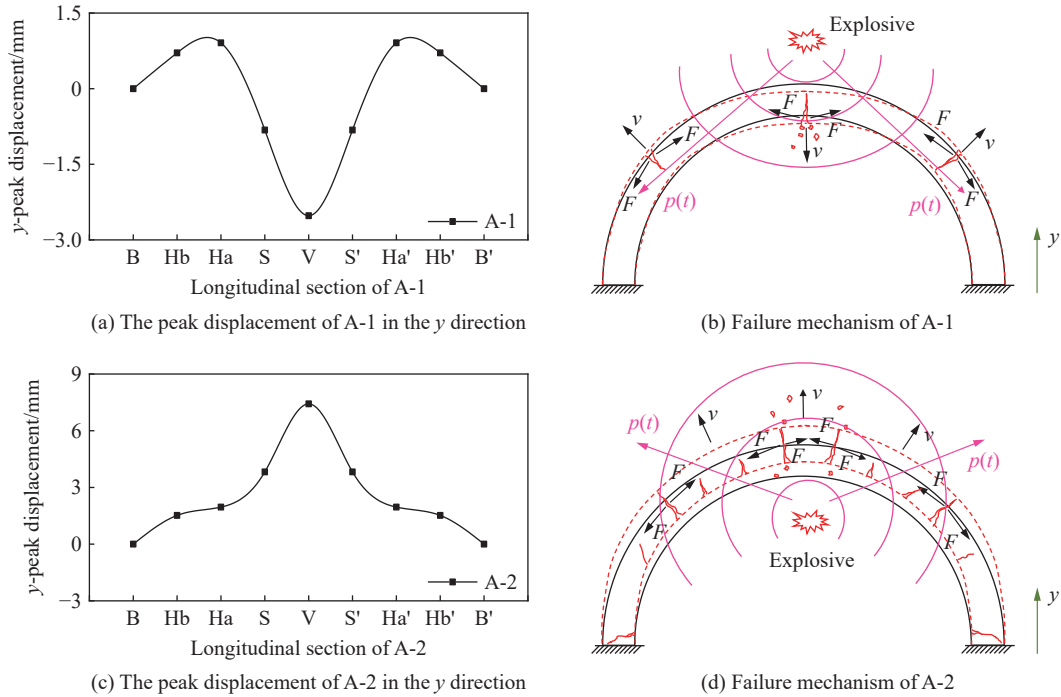 1.5
0
−1.5
−3.0
y-peak displacement/mm
A-1
B Hb Ha S V S' Ha' Hb' B'
Longitudinal section of A-1
(a) The peak displacement of A-1 in the y direction
Explosive
F
F
v
v
F
F
p(t)
F
v
F
p(t)
y
(b) Failure mechanism of A-1
9
6
3
0
−3
y-peak displacement/mm
A-2
B Hb Ha S V S' Ha' Hb' B'
Longitudinal section of A-2
(c) The peak displacement of A-2 in the y direction
p(t)
v
v
v
p(t)
F
F
F
F
F
F
F
F
Explosive
y
(d) Failure mechanism of A-2